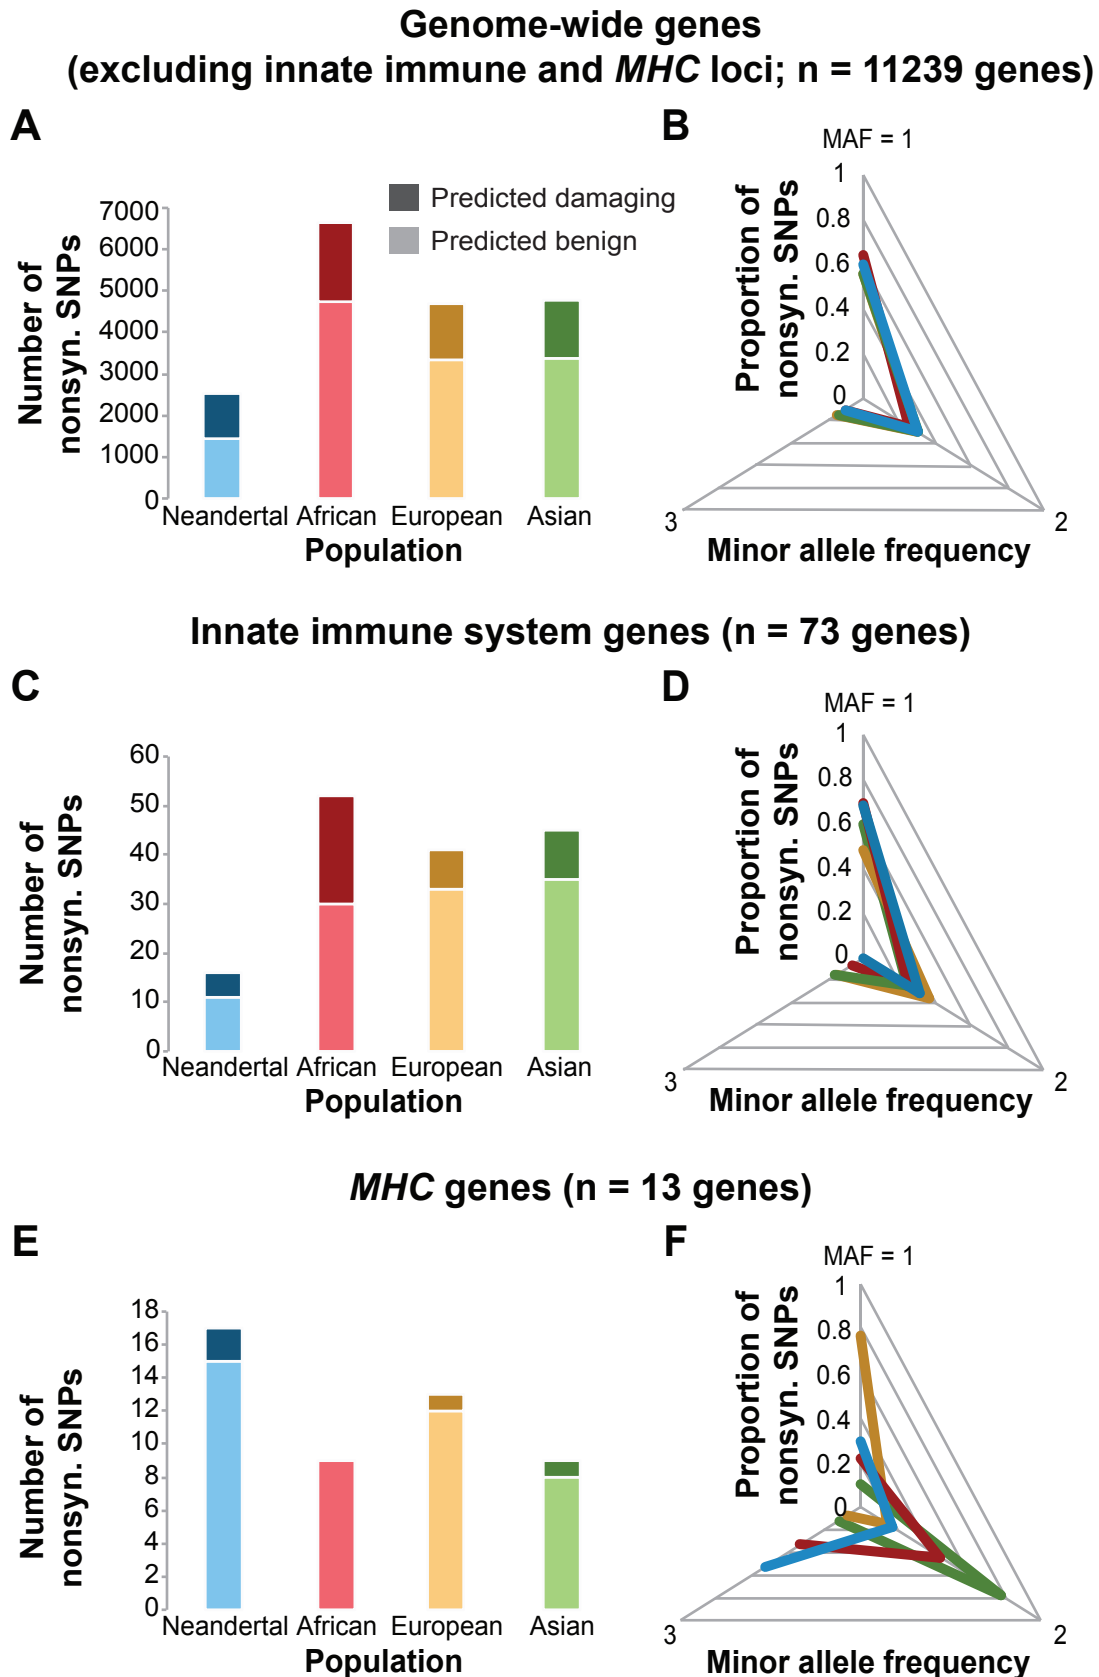 Genome-wide genes
(excluding innate immune and MHC loci; n = 11239 genes)
A
Number of
nonsyn. SNPs
7000
6000
5000
4000
3000
2000
1000
0
Predicted damaging
Predicted benign
Neandertal African European Asian
Population
B
MAF = 1
Proportion of
nonsyn. SNPs
1
0.8
0.6
0.4
0.2
0
3
2
Minor allele frequency
Innate immune system genes (n = 73 genes)
C
Number of
nonsyn. SNPs
60
50
40
30
20
10
0
Neandertal African European Asian
Population
D
MAF = 1
Proportion of
nonsyn. SNPs
1
0.8
0.6
0.4
0.2
0
3
2
Minor allele frequency
MHC genes (n = 13 genes)
E
Number of
nonsyn. SNPs
18
16
14
12
10
8
6
4
2
0
Neandertal African European Asian
Population
F
MAF = 1
Proportion of
nonsyn. SNPs
1
0.8
0.6
0.4
0.2
0
3
2
Minor allele frequency